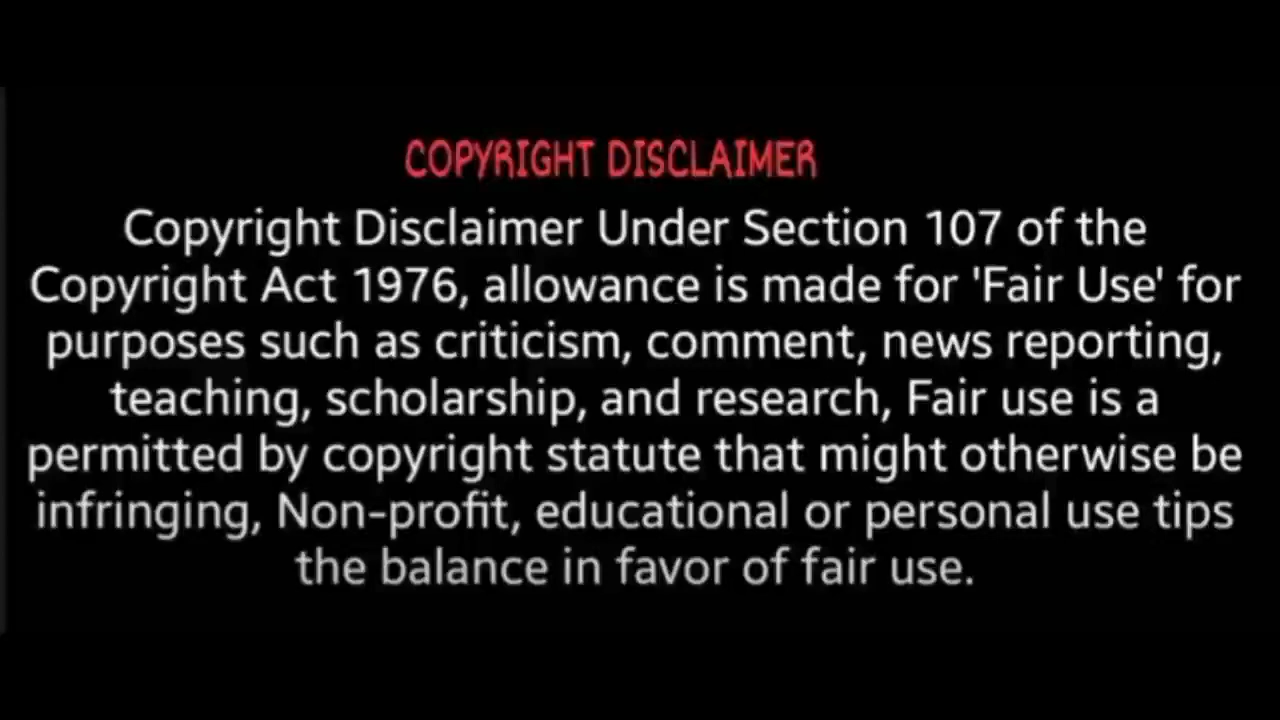 COPYRIGHT DISCLAIMER
Copyright Disclaimer Under Section 107 of the
Copyright Act 1976, allowance is made for 'Fair Use' for
purposes such as criticism, comment, news reporting,
teaching, scholarship, and research, Fair use is a
permitted by copyright statute that might otherwise be
infringing, Non-profit, educational or personal use tips
the balance in favor of fair use.